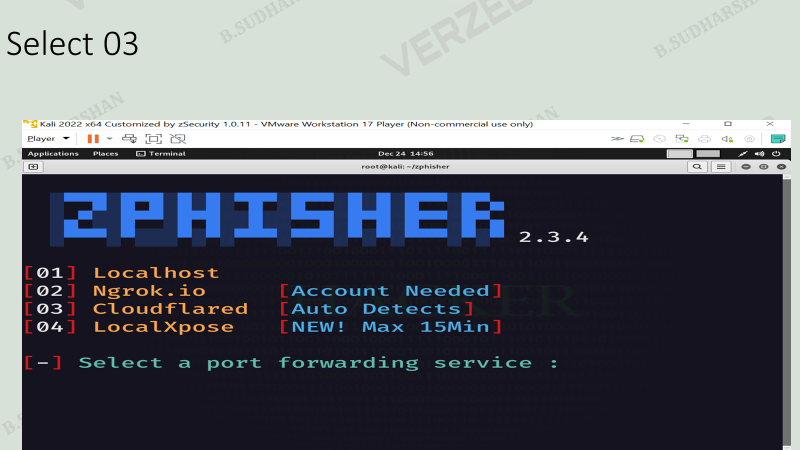 B.SUDHARSHAN
VERZEO
B.SUDHARSHAN
Select 03
Kali 2022 x64 Customized by zSecurity 1.0.11 - VMware Workstation 17 Player (Non-commercial use only)
Player
Applications Places Terminal Dec 24 14:56
root@kali: ~/zphisher
ZPHISHER 2.3.4
[01] Localhost
[02] Ngrok.io [Account Needed]
[03] Cloudflared [Auto Detects]
[04] LocalXpose [NEW! Max 15Min]
[-] Select a port forwarding service :